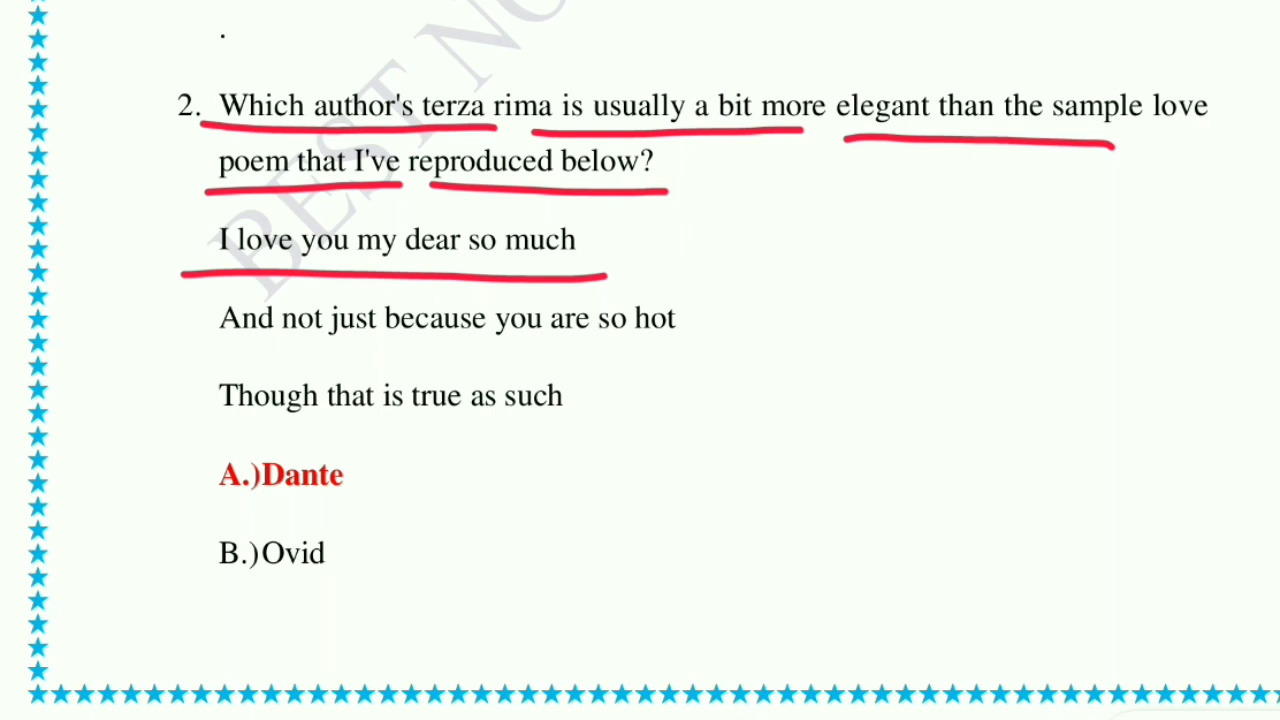 .
2. Which author's terza rima is usually a bit more elegant than the sample love
poem that I've reproduced below?
I love you my dear so much
And not just because you are so hot
Though that is true as such
A.)Dante
B.)Ovid
BEST NO